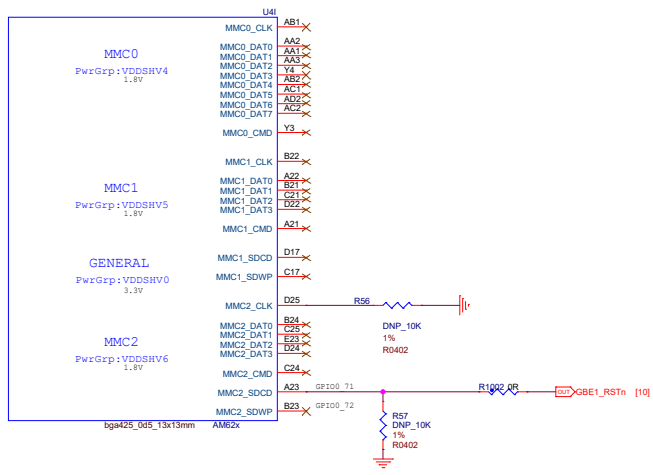 U4I
MMC0
PwrGrp:VDDSHV4
1.8V
MMC0_CLK AB1
MMC0_DAT0 AA2
MMC0_DAT1 AA1
MMC0_DAT2 AA3
MMC0_DAT3 Y4
MMC0_DAT4 AB2
MMC0_DAT5 AC1
MMC0_DAT6 AD2
MMC0_DAT7 AC2
MMC0_CMD Y3
MMC1_CLK B22
MMC1
PwrGrp:VDDSHV5
1.8V
MMC1_DAT0 A22
MMC1_DAT1 B21
MMC1_DAT2 C21
MMC1_DAT3 D22
MMC1_CMD A21
GENERAL
PwrGrp:VDDSHV0
3.3V
MMC1_SDCD D17
MMC1_SDWP C17
MMC2_CLK D25
R56
DNP_10K
1%
R0402
MMC2
PwrGrp:VDDSHV6
1.8V
MMC2_DAT0 B24
MMC2_DAT1 C25
MMC2_DAT2 E23
MMC2_DAT3 D24
MMC2_CMD C24
MMC2_SDCD A23 GPIO0_71
R1002 0R
OUT GBE1_RSTn [10]
MMC2_SDWP B23 GPIO0_72
R57
DNP_10K
1%
R0402
bga425_0d5_13x13mm AM62x